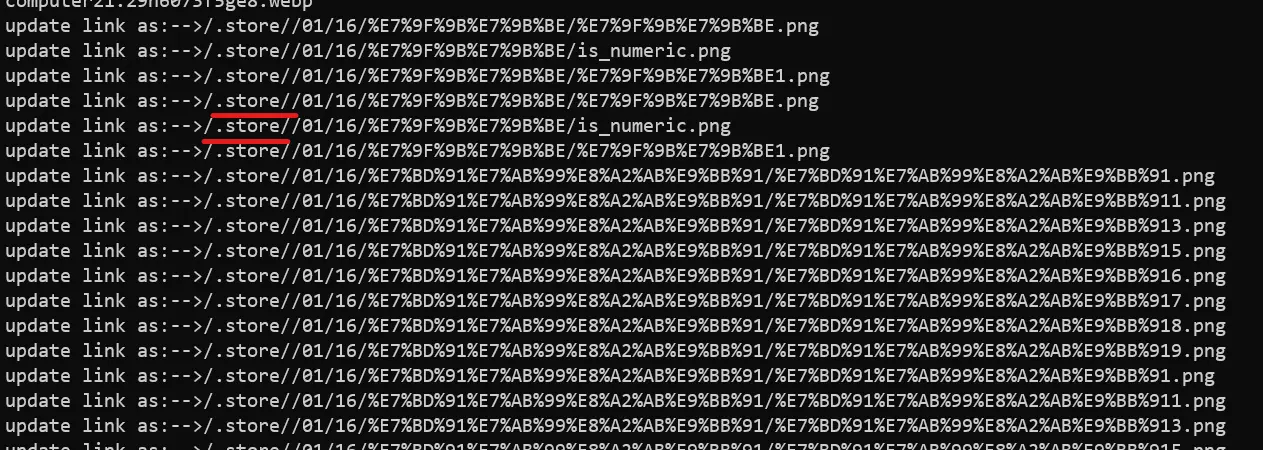 computer21.29h6073f5ge8.webp
update link as:-->/.store//01/16/%E7%9F%9B%E7%9B%BE/%E7%9F%9B%E7%9B%BE.png
update link as:-->/.store//01/16/%E7%9F%9B%E7%9B%BE/is_numeric.png
update link as:-->/.store//01/16/%E7%9F%9B%E7%9B%BE/%E7%9F%9B%E7%9B%BE1.png
update link as:-->/.store//01/16/%E7%9F%9B%E7%9B%BE/%E7%9F%9B%E7%9B%BE.png
update link as:-->/.store//01/16/%E7%9F%9B%E7%9B%BE/is_numeric.png
update link as:-->/.store//01/16/%E7%9F%9B%E7%9B%BE/%E7%9F%9B%E7%9B%BE1.png
update link as:-->/.store//01/16/%E7%BD%91%E7%AB%99%E8%A2%AB%E9%BB%91/%E7%BD%91%E7%AB%99%E8%A2%AB%E9%BB%91.png
update link as:-->/.store//01/16/%E7%BD%91%E7%AB%99%E8%A2%AB%E9%BB%91/%E7%BD%91%E7%AB%99%E8%A2%AB%E9%BB%911.png
update link as:-->/.store//01/16/%E7%BD%91%E7%AB%99%E8%A2%AB%E9%BB%91/%E7%BD%91%E7%AB%99%E8%A2%AB%E9%BB%913.png
update link as:-->/.store//01/16/%E7%BD%91%E7%AB%99%E8%A2%AB%E9%BB%91/%E7%BD%91%E7%AB%99%E8%A2%AB%E9%BB%915.png
update link as:-->/.store//01/16/%E7%BD%91%E7%AB%99%E8%A2%AB%E9%BB%91/%E7%BD%91%E7%AB%99%E8%A2%AB%E9%BB%916.png
update link as:-->/.store//01/16/%E7%BD%91%E7%AB%99%E8%A2%AB%E9%BB%91/%E7%BD%91%E7%AB%99%E8%A2%AB%E9%BB%917.png
update link as:-->/.store//01/16/%E7%BD%91%E7%AB%99%E8%A2%AB%E9%BB%91/%E7%BD%91%E7%AB%99%E8%A2%AB%E9%BB%918.png
update link as:-->/.store//01/16/%E7%BD%91%E7%AB%99%E8%A2%AB%E9%BB%91/%E7%BD%91%E7%AB%99%E8%A2%AB%E9%BB%919.png
update link as:-->/.store//01/16/%E7%BD%91%E7%AB%99%E8%A2%AB%E9%BB%91/%E7%BD%91%E7%AB%99%E8%A2%AB%E9%BB%91.png
update link as:-->/.store//01/16/%E7%BD%91%E7%AB%99%E8%A2%AB%E9%BB%91/%E7%BD%91%E7%AB%99%E8%A2%AB%E9%BB%911.png
update link as:-->/.store//01/16/%E7%BD%91%E7%AB%99%E8%A2%AB%E9%BB%91/%E7%BD%91%E7%AB%99%E8%A2%AB%E9%BB%913.png
update link as:-->/.store//01/16/%E7%BD%91%E7%AB%99%E8%A2%AB%E9%BB%91/%E7%BD%91%E7%AB%99%E8%A2%AB%E9%BB%915.png